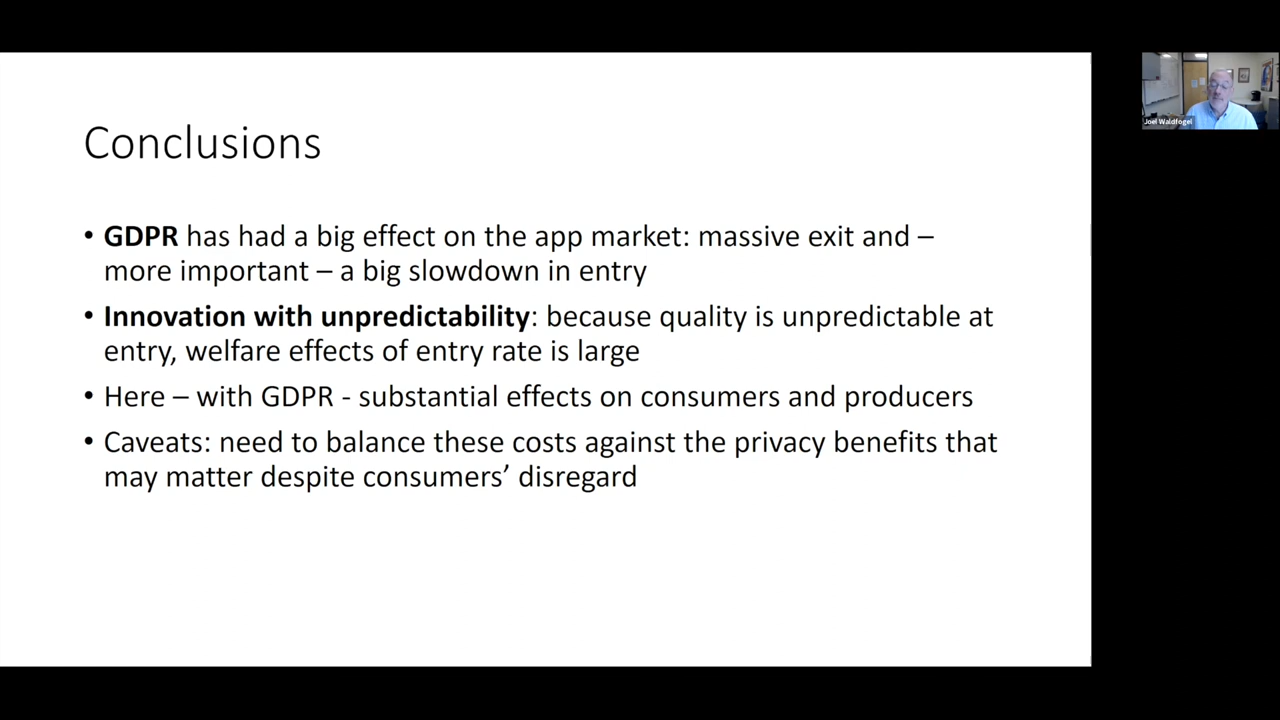 Conclusions
• GDPR has had a big effect on the app market: massive exit and –
more important – a big slowdown in entry
• Innovation with unpredictability: because quality is unpredictable at
entry, welfare effects of entry rate is large
• Here – with GDPR - substantial effects on consumers and producers
• Caveats: need to balance these costs against the privacy benefits that
may matter despite consumers’ disregard
Joel Waldfogel